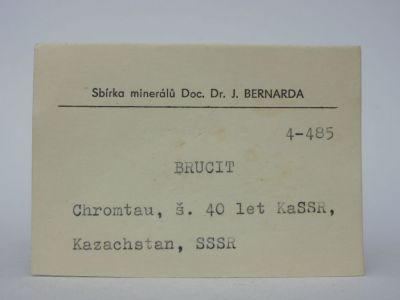 Sbírka minerálů Doc. Dr. J. BERNARDA
4-485
BRUCIT
Chromtau, š. 40 let KaSSR,
Kazachstan, SSSR